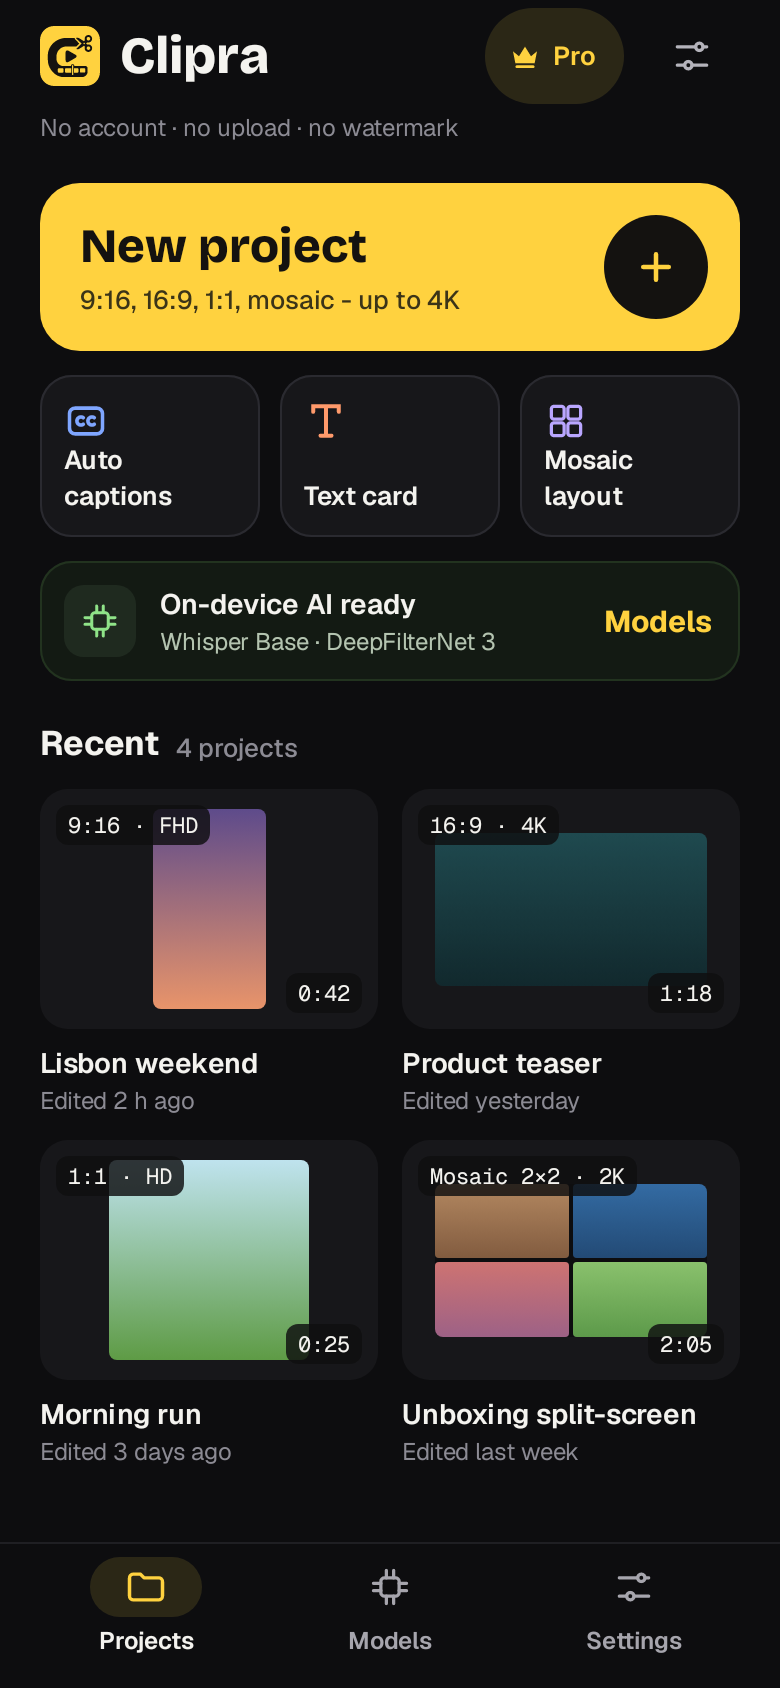 Clipra
Pro
No account · no upload · no watermark
New project
9:16, 16:9, 1:1, mosaic - up to 4K
CC
Auto
captions
Text card
Mosaic
layout
On-device AI ready
Whisper Base · DeepFilterNet 3
Models
Recent 4 projects
9:16 · FHD
0:42
16:9 · 4K
1:18
Lisbon weekend
Edited 2 h ago
Product teaser
Edited yesterday
1:1 · HD
0:25
Mosaic 2×2 · 2K
2:05
Morning run
Edited 3 days ago
Unboxing split-screen
Edited last week
Projects
Models
Settings